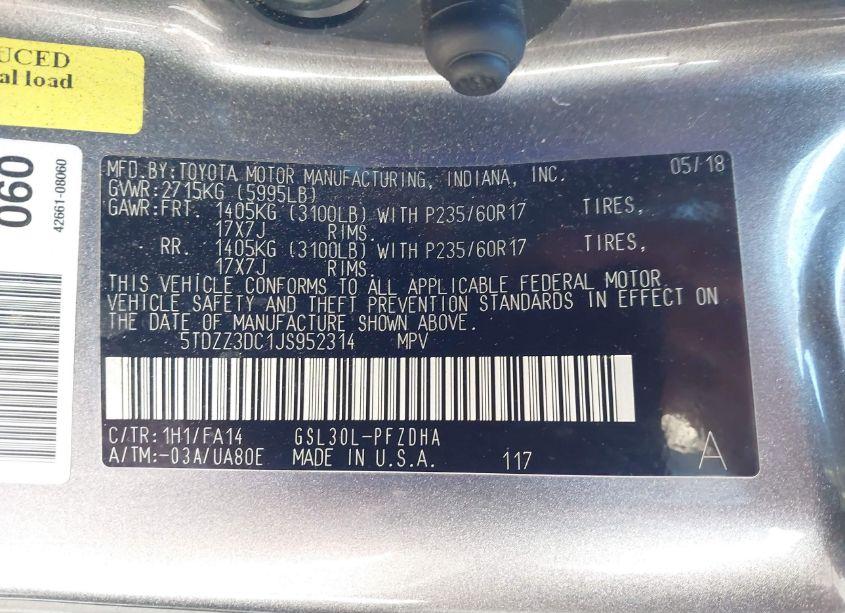 UCED
al load
060
42661-08060
MFD.BY:TOYOTA MOTOR MANUFACTURING, INDIANA, INC. 05/18
GVWR:2715KG (5995LB)
GAWR:FRT. 1405KG (3100LB) WITH P235/60R17 TIRES,
17X7J RIMS.
RR. 1405KG (3100LB) WITH P235/60R17 TIRES,
17X7J RIMS.
THIS VEHICLE CONFORMS TO ALL APPLICABLE FEDERAL MOTOR
VEHICLE SAFETY AND THEFT PREVENTION STANDARDS IN EFFECT ON
THE DATE OF MANUFACTURE SHOWN ABOVE.
5TDZZ3DC1JS952314 MPV
C/TR:1H1/FA14 GSL30L-PFZDHA
A/TM:-03A/UA80E MADE IN U.S.A. 117 A